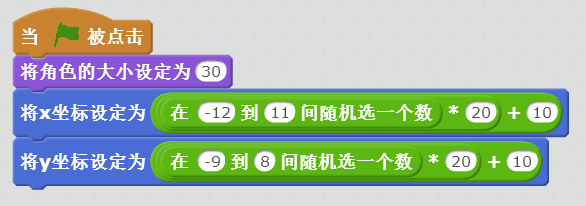 当 被点击
将角色的大小设定为 30
将x坐标设定为 在 -12 到 11 间随机选一个数 * 20 + 10
将y坐标设定为 在 -9 到 8 间随机选一个数 * 20 + 10